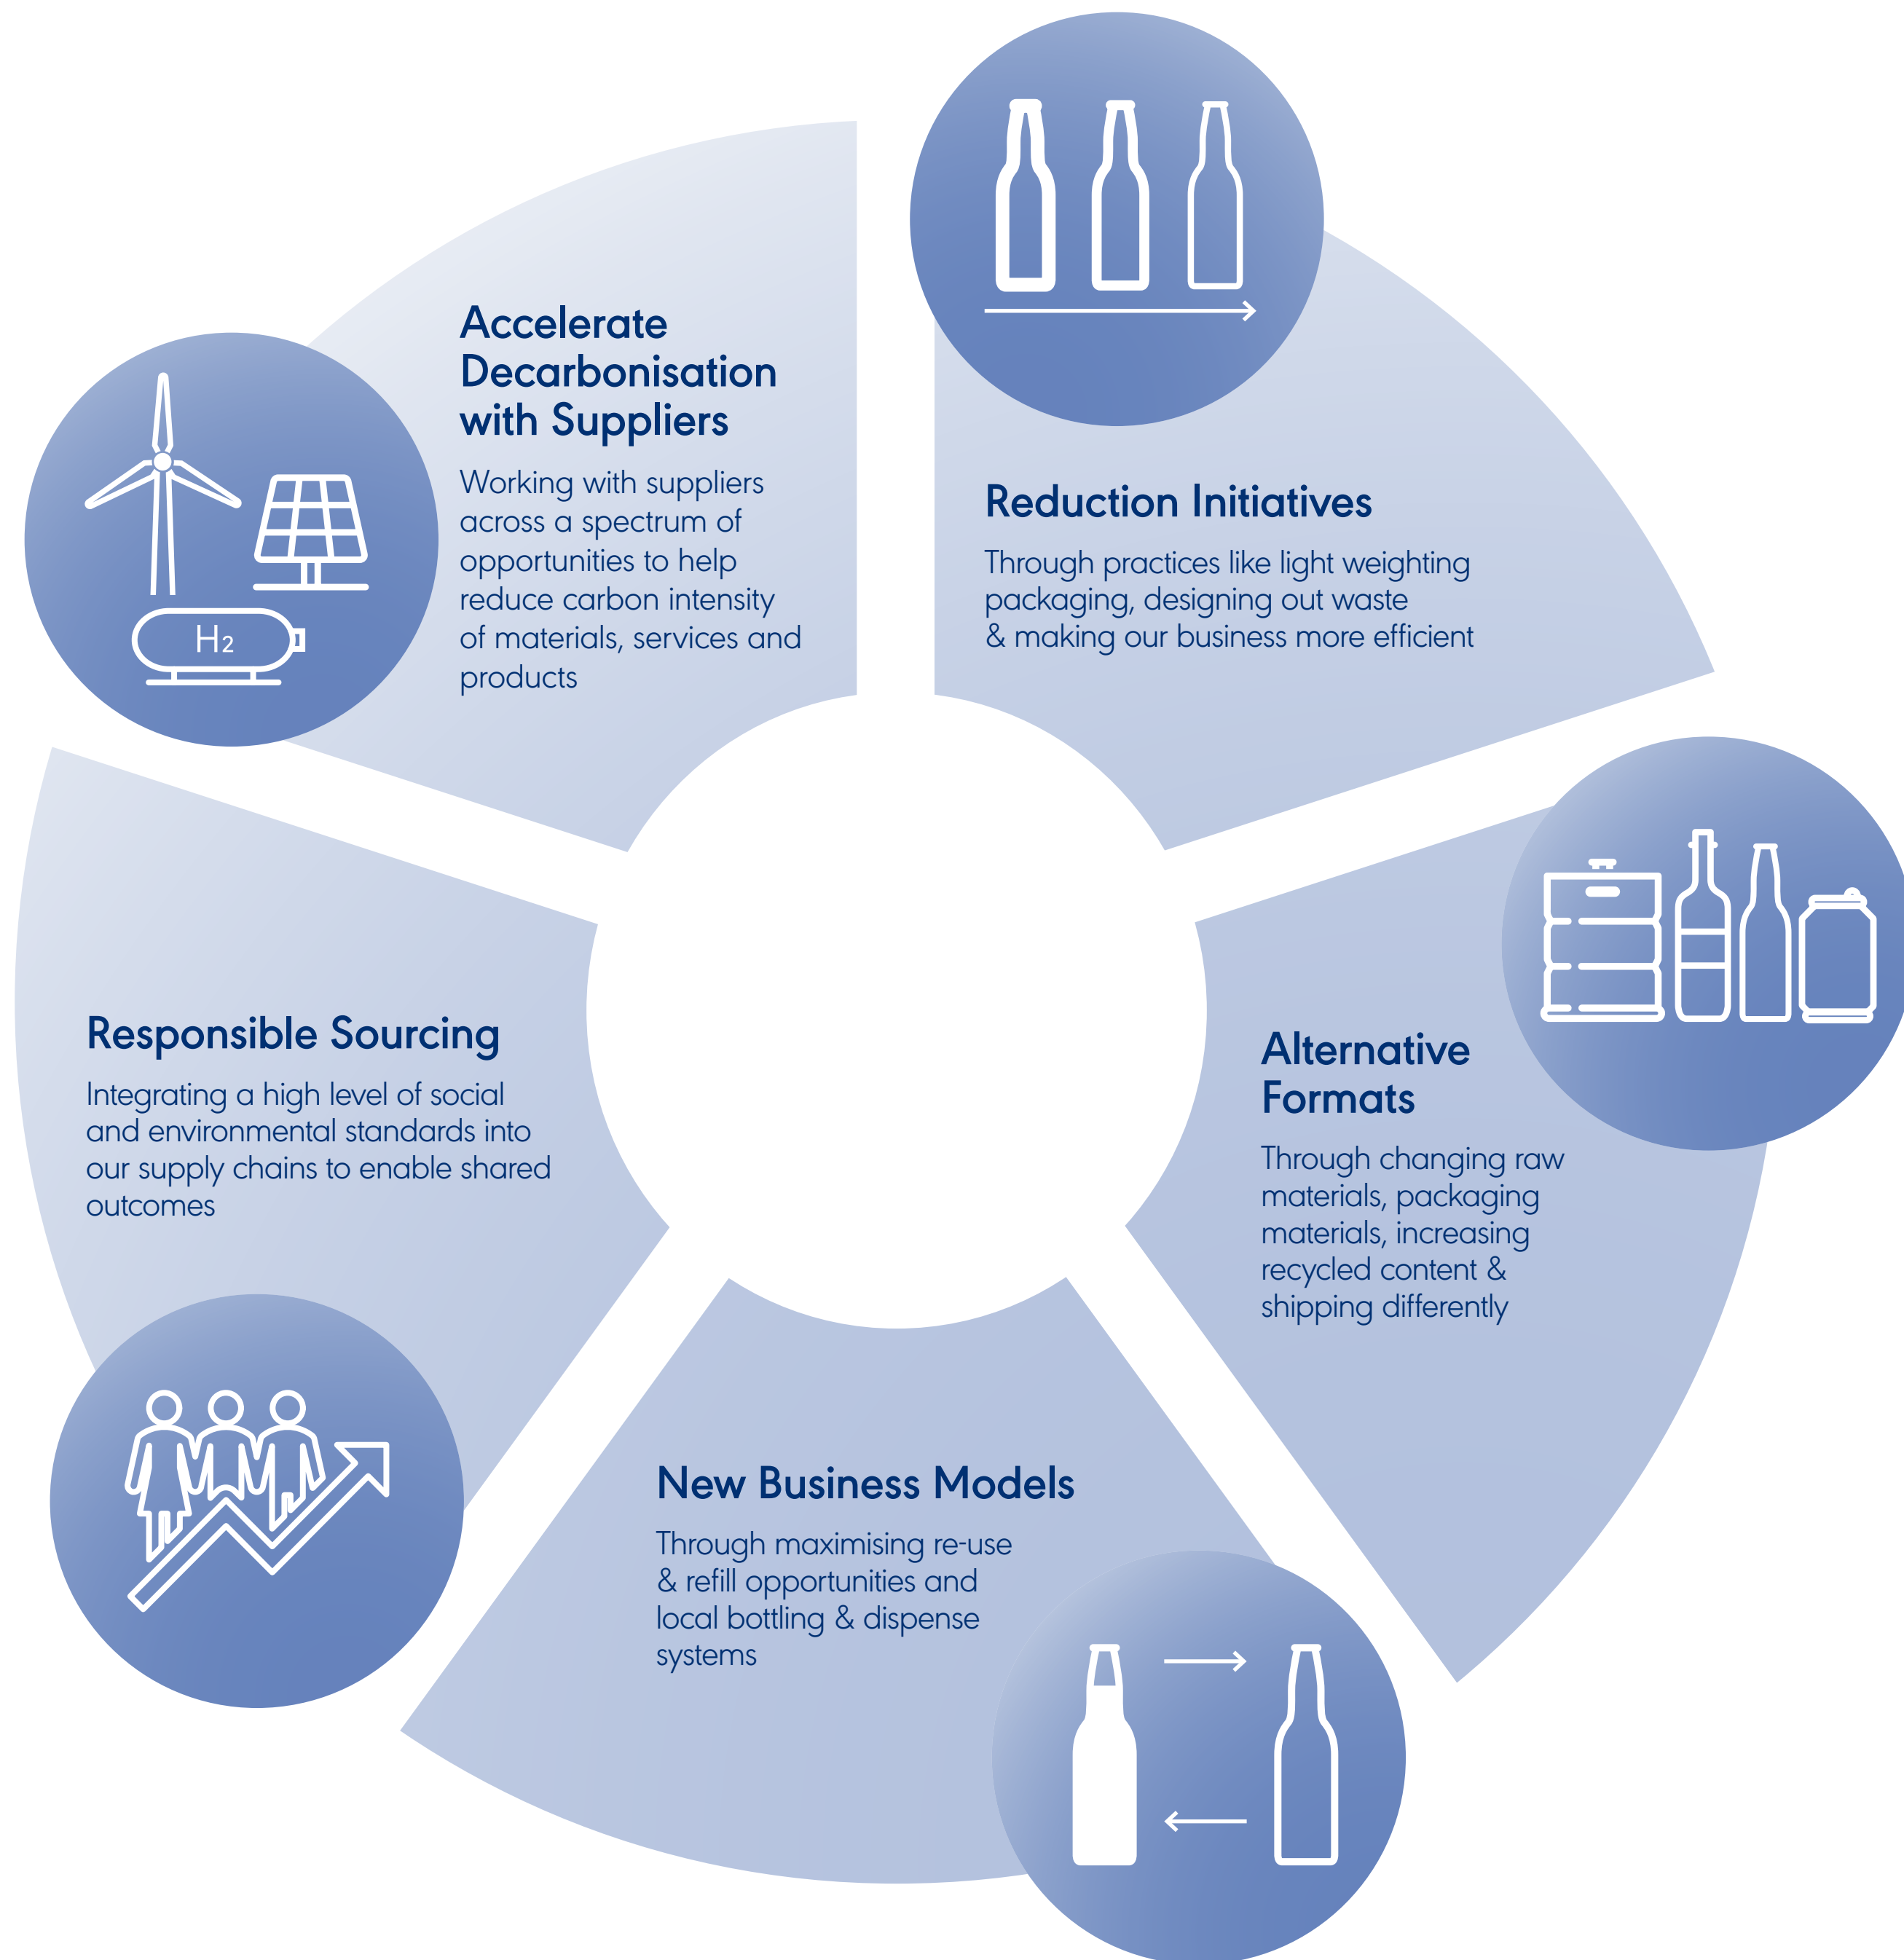 Accelerate
Decarbonisation
with Suppliers
Working with suppliers
across a spectrum of
opportunities to help
reduce carbon intensity
of materials, services and
products
H2
Reduction Initiatives
Through practices like light weighting
packaging, designing out waste
& making our business more efficient
Alternative
Formats
Through changing raw
materials, packaging
materials, increasing
recycled content &
shipping differently
New Business Models
Through maximising re-use
& refill opportunities and
local bottling & dispense
systems
Responsible Sourcing
Integrating a high level of social
and environmental standards into
our supply chains to enable shared
outcomes